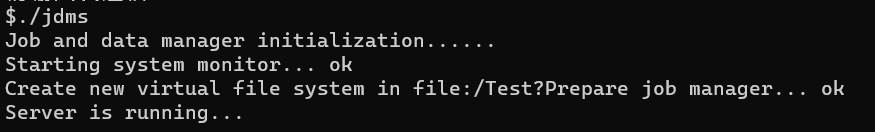 $./jdms
Job and data manager initialization......
Starting system monitor... ok
Create new virtual file system in file:/Test?Prepare job manager... ok
Server is running...